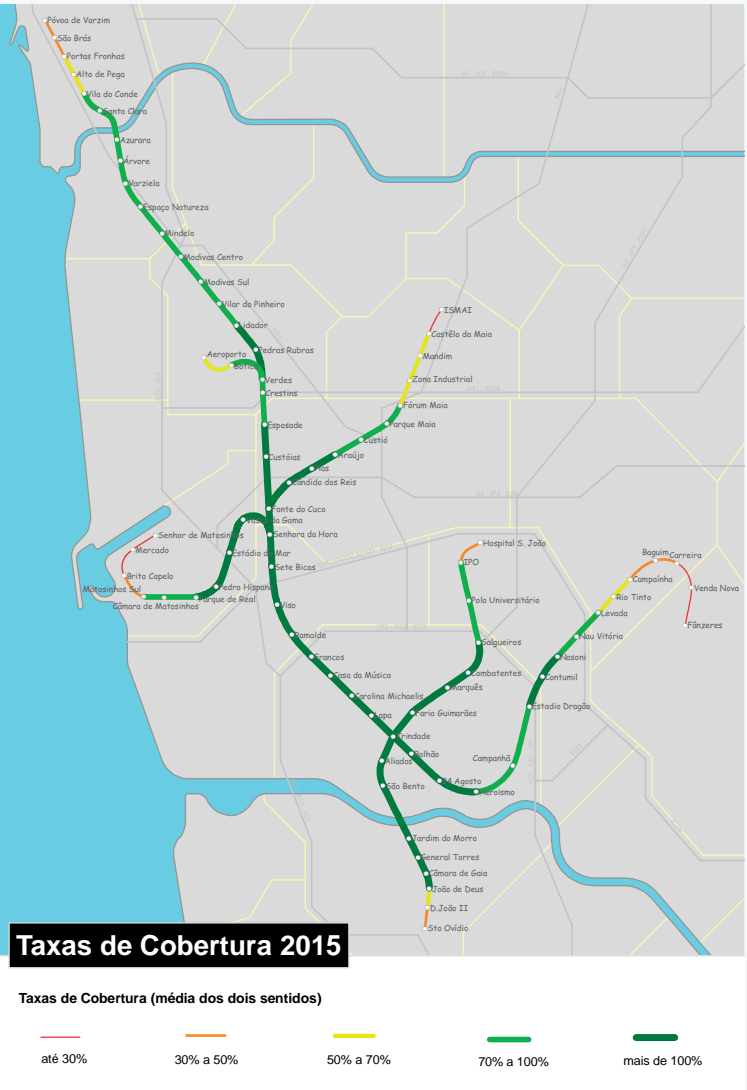 Póvoa de Varzim
São Brás
Portas Fronhas
Alto de Pega
Vila do Conde
Santa Clara
Azurara
Árvore
Varziela
Espaço Natureza
Mindelo
Modivas Centro
Modivas Sul
Vilar do Pinheiro
Lidador
Pedras Rubras
Aeroporto
Botica
Verdes
Crestins
Esposade
Custóias
Fonte do Cuco
Senhora da Hora
Sete Bicas
Viso
Ramalde
Francos
Casa da Música
Carolina Michaelis
Lapa
Trindade
Bolhão
24 Agosto
Heroismo
Campanhã
Estadio Dragão
Contumil
Nasoni
Nau Vitória
Levada
Rio Tinto
Campainha
Baguim
Carreira
Venda Nova
Fânzeres
ISMAI
Castêlo da Maia
Mandim
Zona Industrial
Fórum Maia
Parque Maia
Custió
Araújo
Pias
Candido dos Reis
Vasco da Gama
Estádio do Mar
Pedro Hispano
Parque de Real
Câmara de Matosinhos
Matosinhos Sul
Brito Capelo
Mercado
Senhor de Matosinhos
Hospital S. João
IPO
Polo Universitário
Salgueiros
Combatentes
Marquês
Faria Guimarães
Aliados
São Bento
Jardim do Morro
General Torres
Câmara de Gaia
João de Deus
D.João II
Sto Ovídio
Taxas de Cobertura 2015
Taxas de Cobertura (média dos dois sentidos)
até 30%
30% a 50%
50% a 70%
70% a 100%
mais de 100%